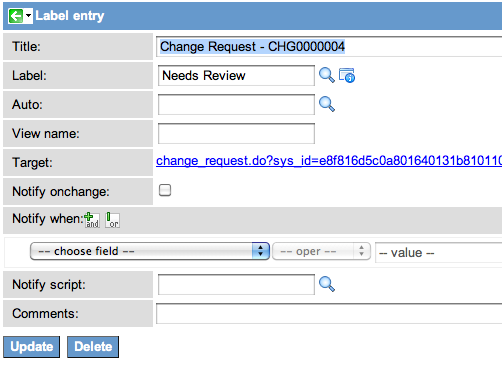 Label entry
Title: Change Request - CHG0000004
Label: Needs Review
Auto:
View name:
Target: change_request.do?sys_id=e8f816d5c0a801640131b810110
Notify onchange:
Notify when: and or
-- choose field -- -- oper -- -- value --
Notify script:
Comments:
Update Delete